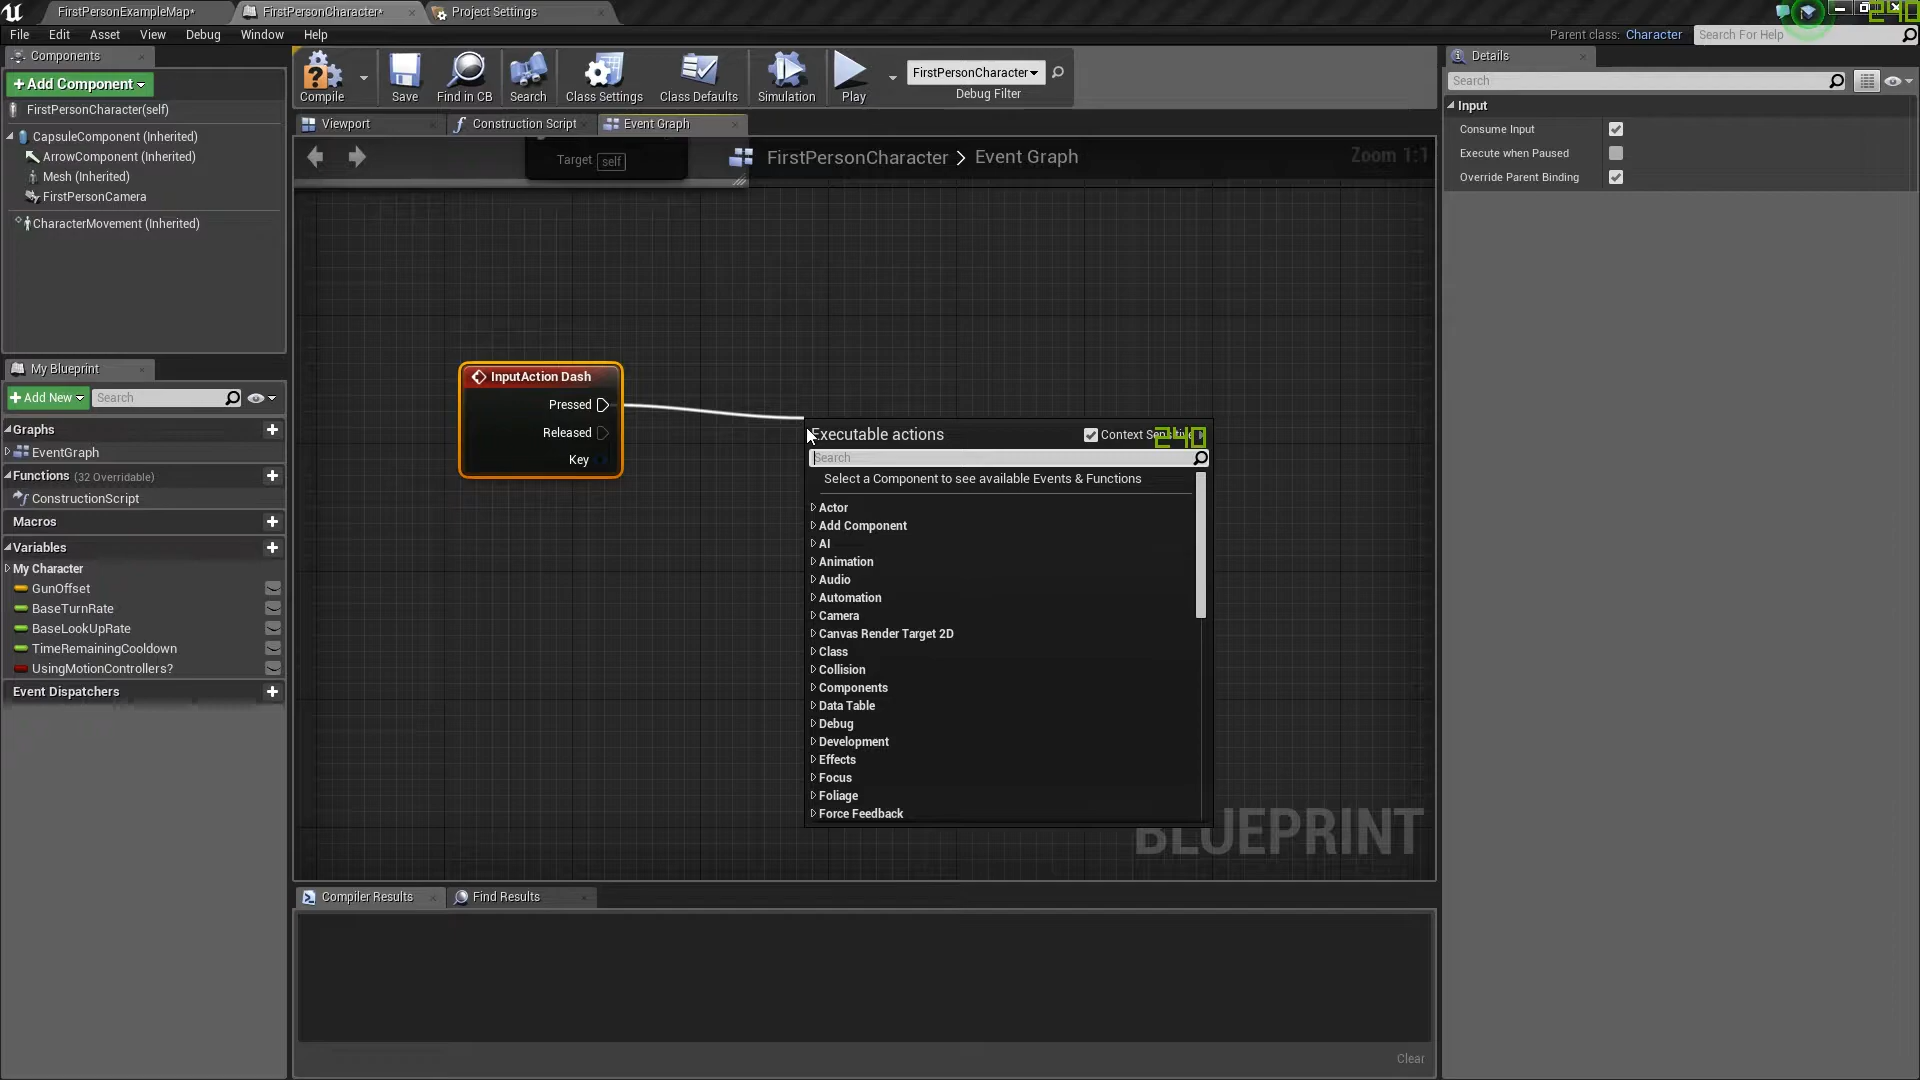 FirstPersonExampleMap*
FirstPersonCharacter*
Project Settings
240
File
Edit
Asset
View
Debug
Window
Help
Parent class:
Character
Search For Help
Components
+Add Component
FirstPersonCharacter(self)
CapsuleComponent (Inherited)
ArrowComponent (Inherited)
Mesh (Inherited)
FirstPersonCamera
CharacterMovement (Inherited)
My Blueprint
+Add New
Search
Graphs
EventGraph
Functions (32 Overridable)
ConstructionScript
Macros
Variables
My Character
GunOffset
BaseTurnRate
BaseLookUpRate
TimeRemainingCooldown
UsingMotionControllers?
Event Dispatchers
Compile
Save
Find in CB
Search
Class Settings
Class Defaults
Simulation
Play
FirstPersonCharacter
Debug Filter
Viewport
Construction Script
Event Graph
Target self
FirstPersonCharacter > Event Graph
Zoom 1:1
InputAction Dash
Pressed
Released
Key
Executable actions
240
Search
Select a Component to see available Events & Functions
Actor
Add Component
AI
Animation
Audio
Automation
Camera
Canvas Render Target 2D
Class
Collision
Components
Data Table
Debug
Development
Effects
Focus
Foliage
Force Feedback
BLUEPRINT
Compiler Results
Find Results
Clear
Details
Search
Input
Consume Input
Execute when Paused
Override Parent Binding